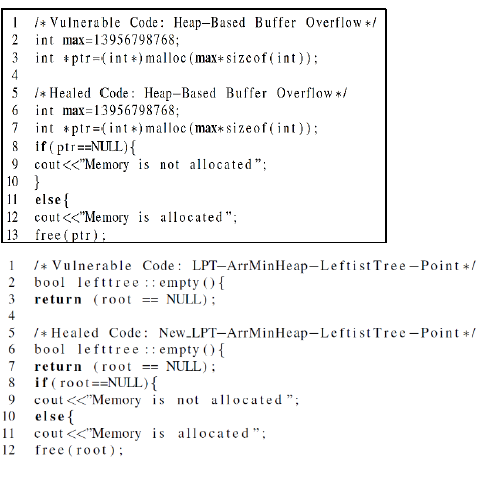 1 /*Vulnerable Code: Heap-Based Buffer Overflow*/
2 int max=13956798768;
3 int *ptr=(int*)malloc(max*sizeof(int));
4
5 /*Healed Code: Heap-Based Buffer Overflow*/
6 int max=13956798768;
7 int *ptr=(int*)malloc(max*sizeof(int));
8 if(ptr==NULL){
9 cout<<"Memory is not allocated";
10 }
11 else{
12 cout<<"Memory is allocated";
13 free(ptr);
1 /*Vulnerable Code: LPT-ArrMinHeap-LeftistTree-Point*/
2 bool lefttree::empty(){
3 return (root == NULL);
4
5 /*Healed Code: New_LPT-ArrMinHeap-LeftistTree-Point*/
6 bool lefttree::empty(){
7 return (root == NULL);
8 if(root==NULL){
9 cout<<"Memory is not allocated";
10 else{
11 cout<<"Memory is allocated";
12 free(root);